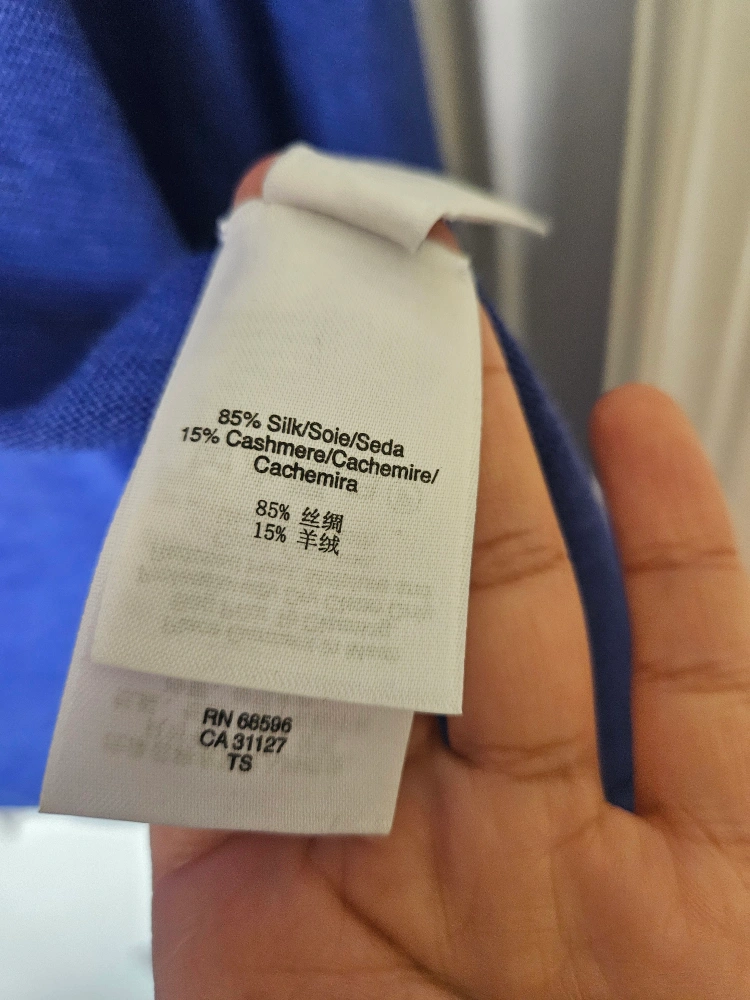 85% Silk/Soie/Seda
15% Cashmere/Cachemire/
Cachemira
85% 丝绸
15% 羊绒
RN 66596
CA 31127
TS